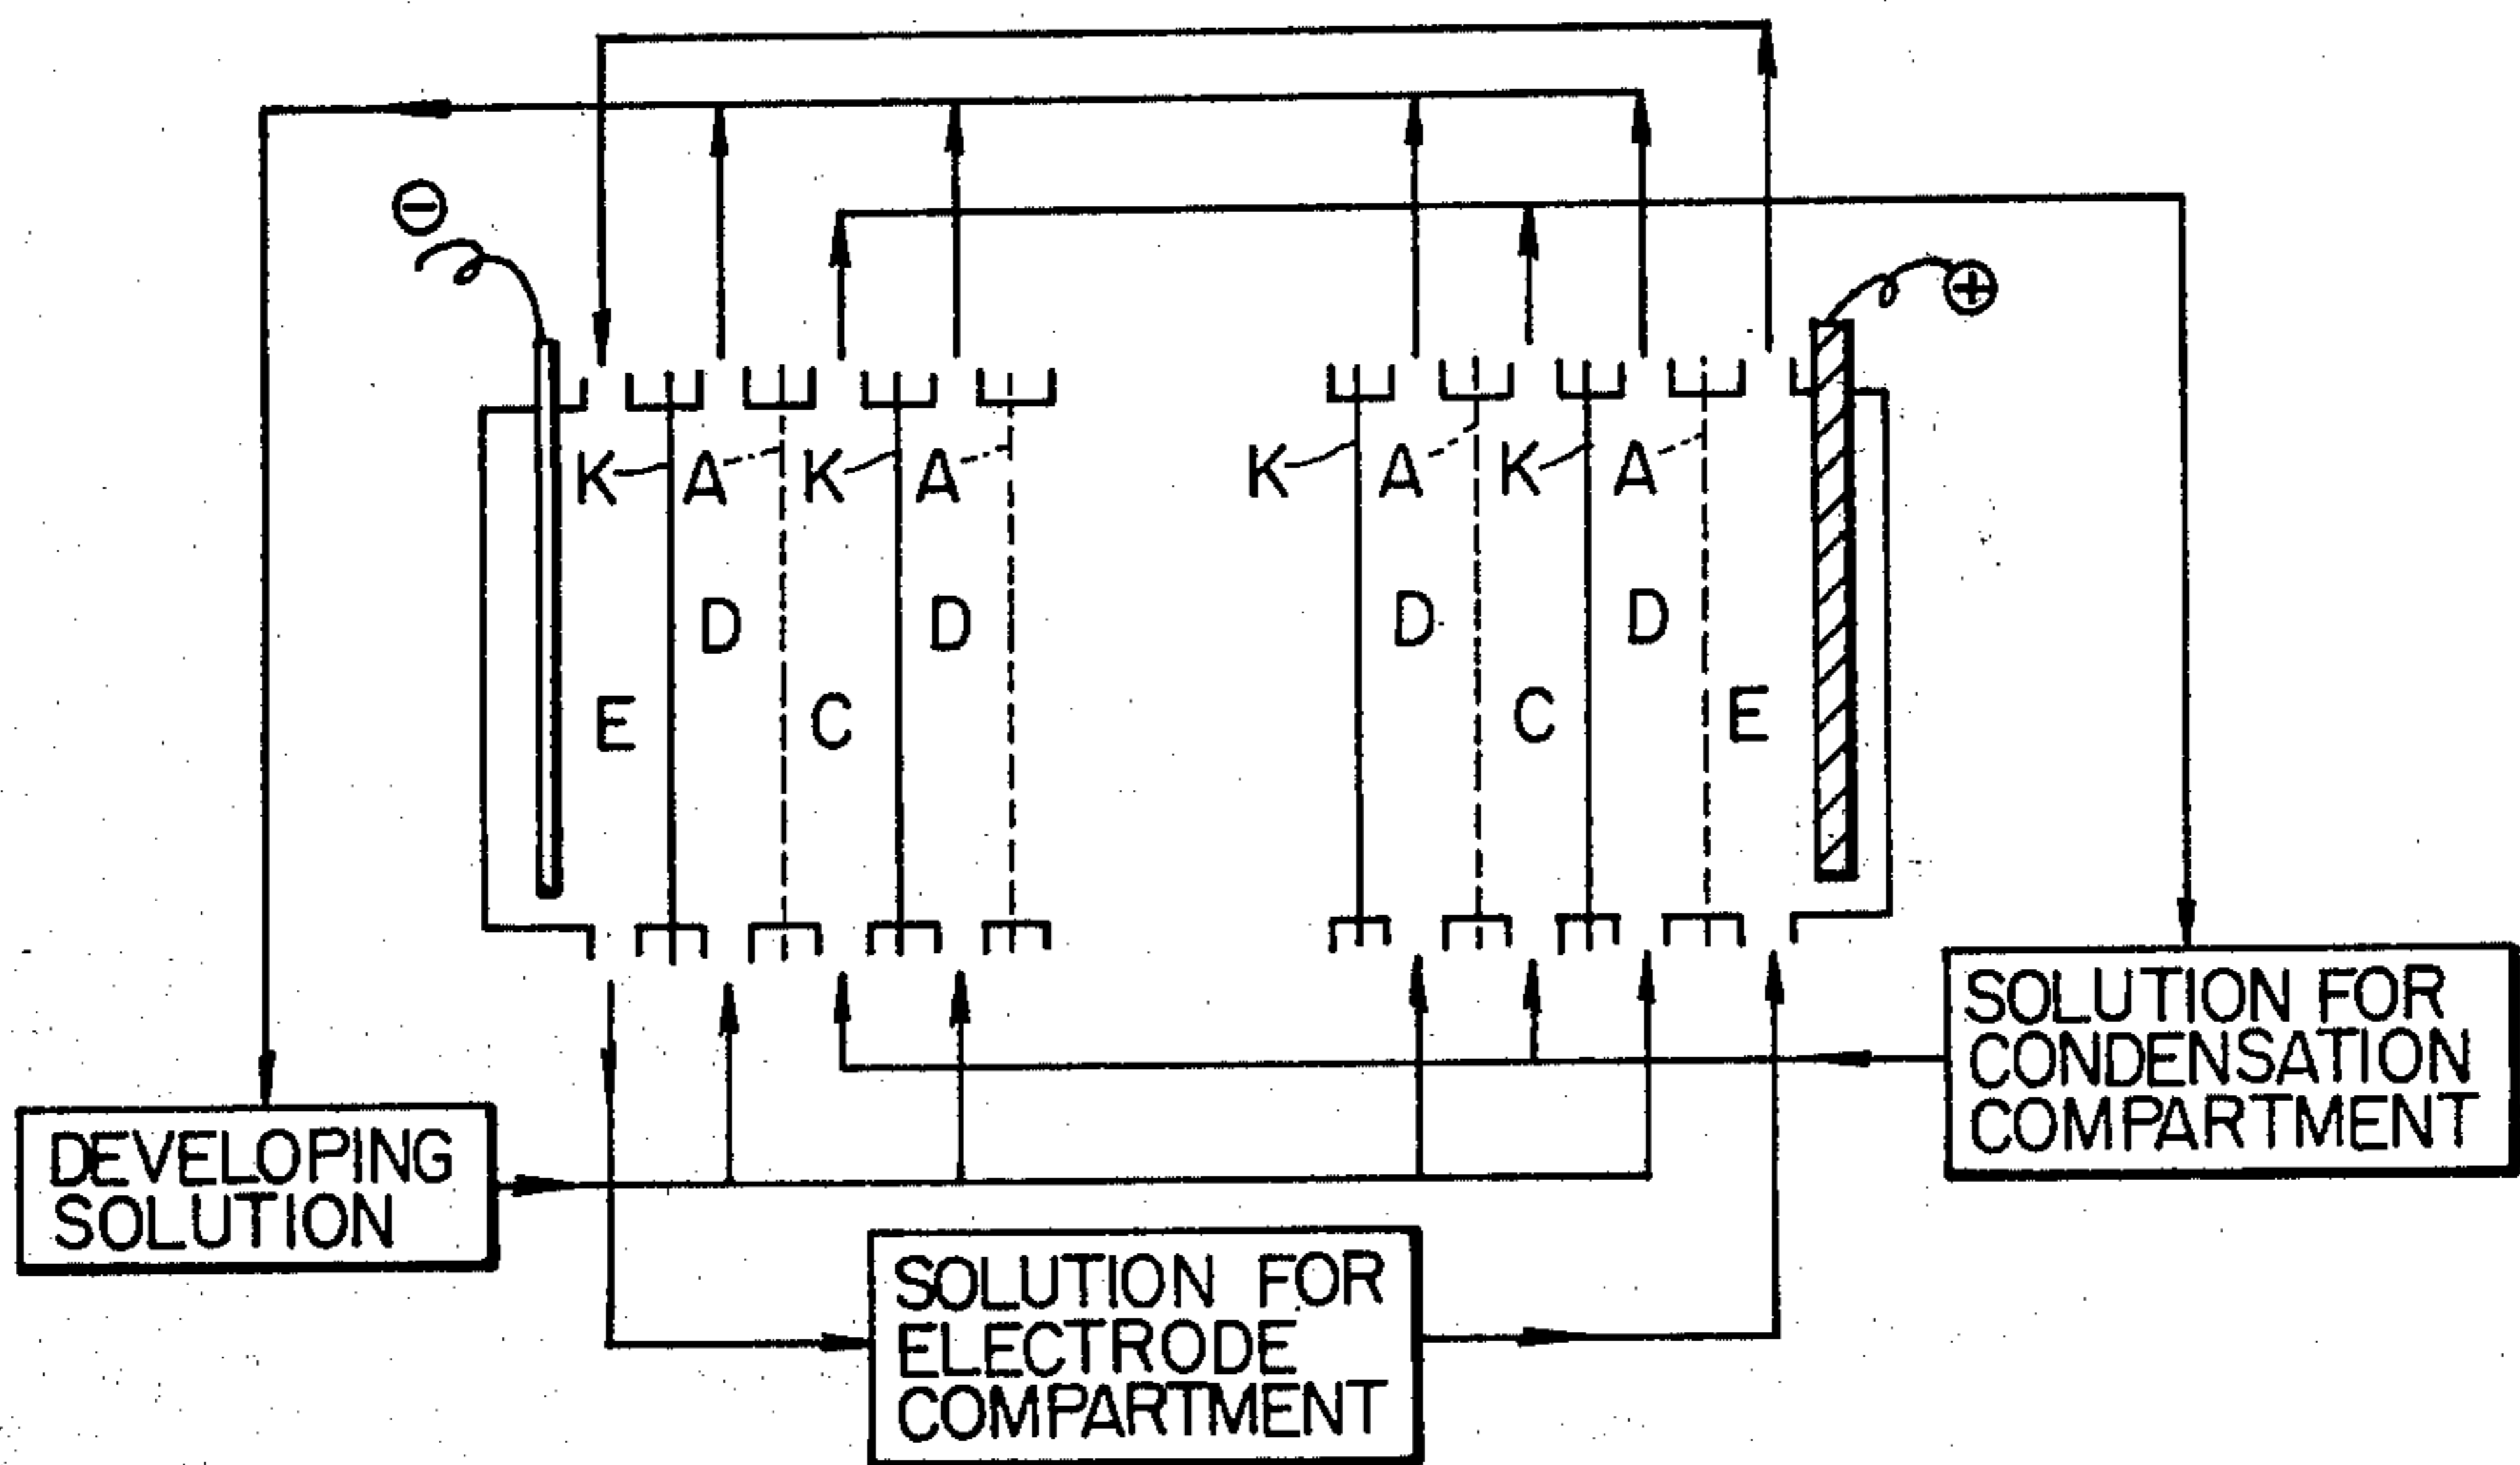 ⊖
⊕
K A K A K A K A
D D D D
E C C E
SOLUTION FOR
CONDENSATION
COMPARTMENT
DEVELOPING
SOLUTION
SOLUTION FOR
ELECTRODE
COMPARTMENT